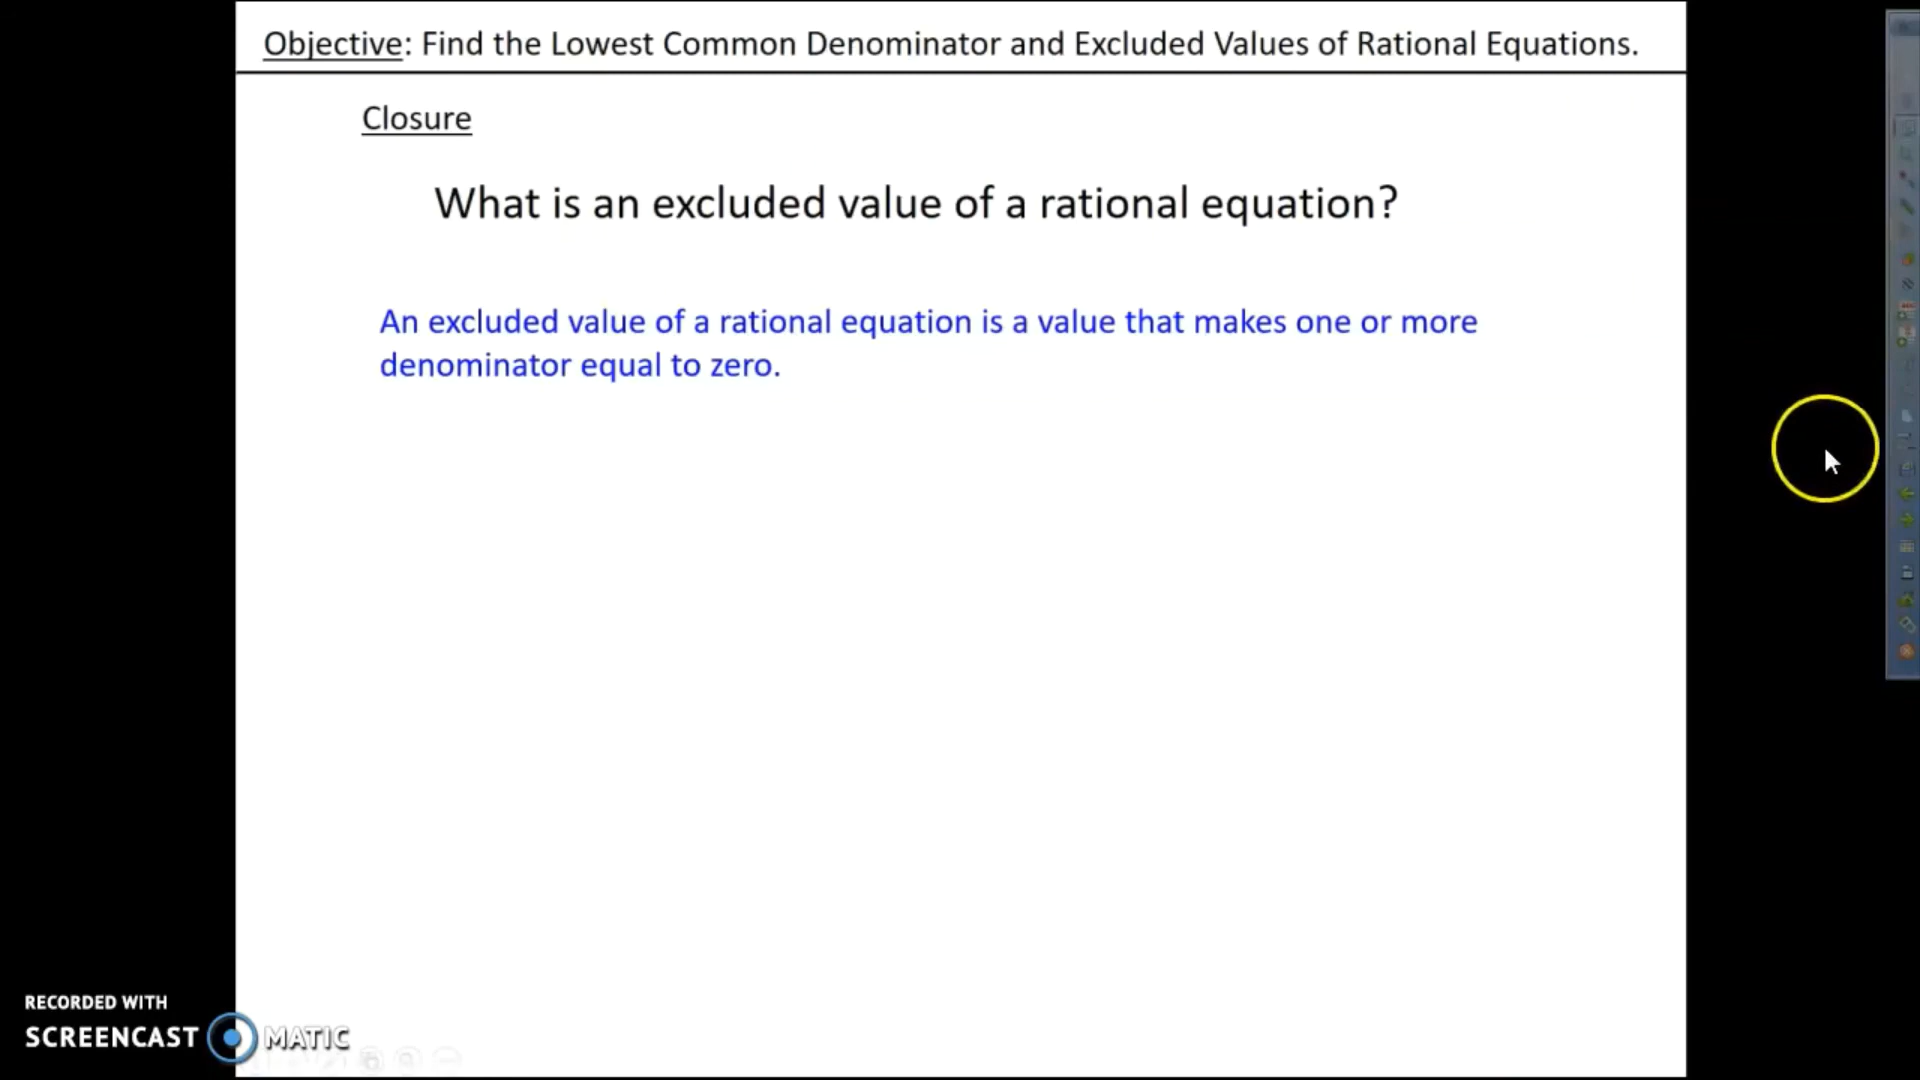 Objective: Find the Lowest Common Denominator and Excluded Values of Rational Equations.
Closure
What is an excluded value of a rational equation?
An excluded value of a rational equation is a value that makes one or more
denominator equal to zero.
RECORDED WITH
SCREENCAST MATIC